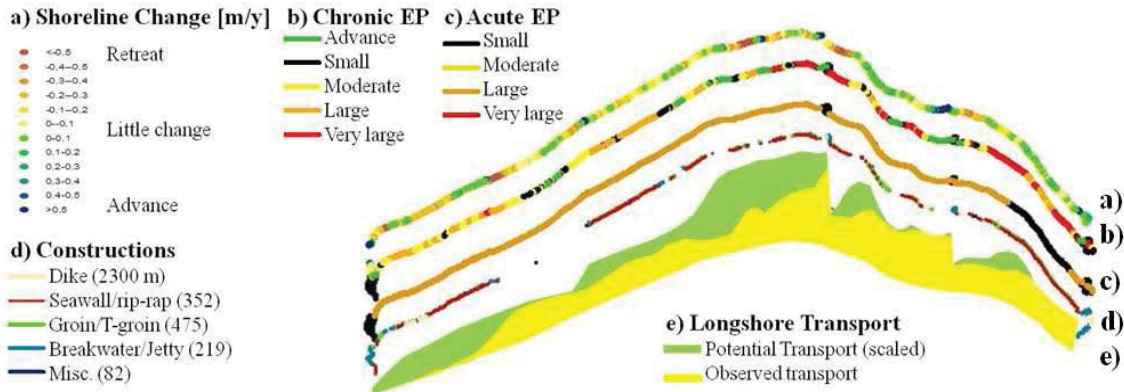 a) Shoreline Change [m/y]
<-0.5
-0.4--0.5
-0.3--0.4
-0.2--0.3
-0.1--0.2
0--0.1
0-0.1
0.1-0.2
0.2-0.3
0.3-0.4
0.4-0.5
>0.5
Retreat
Little change
Advance
b) Chronic EP
Advance
Small
Moderate
Large
Very large
c) Acute EP
Small
Moderate
Large
Very large
d) Constructions
Dike (2300 m)
Seawall/rip-rap (352)
Groin/T-groin (475)
Breakwater/Jetty (219)
Misc. (82)
e) Longshore Transport
Potential Transport (scaled)
Observed transport
a)
b)
c)
d)
e)